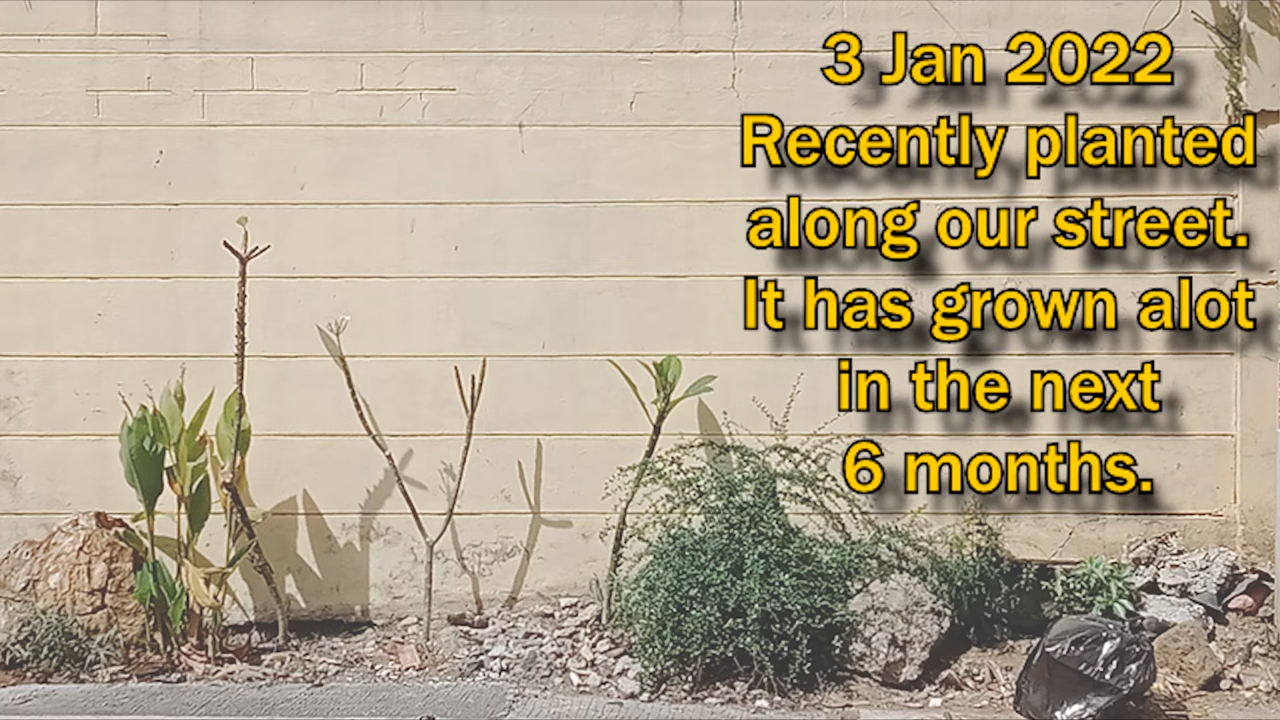 3 Jan 2022
Recently planted
along our street.
It has grown alot
in the next
6 months.